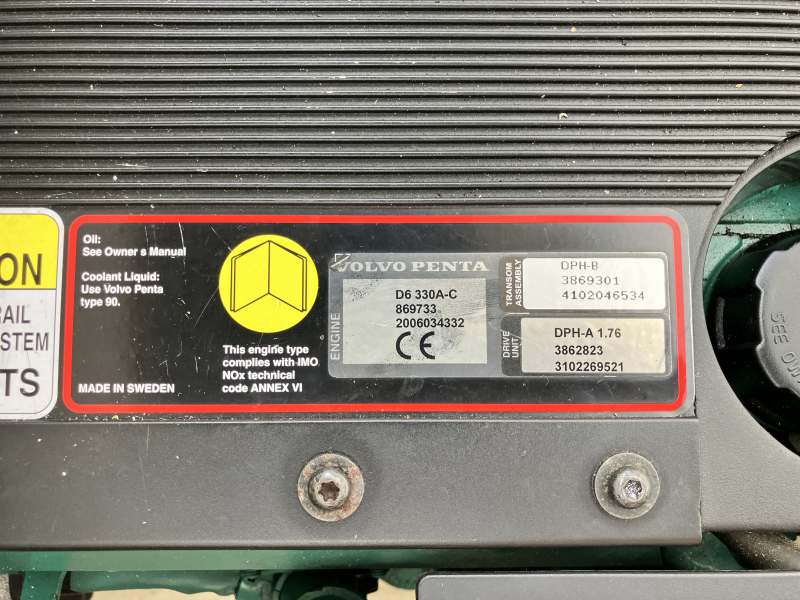 ON
RAIL
SYSTEM
TS
Oil:
See Owner s Manual
Coolant Liquid:
Use Volvo Penta
type 90.
MADE IN SWEDEN
This engine type
complies with IMO
NOx technical
code ANNEX VI
VOLVO PENTA
ENGINE
D6 330A-C
869733
2006034332
CE
TRANSOM
ASSEMBLY
DPH-B
3869301
4102046534
DRIVE
UNIT
DPH-A 1.76
3862823
3102269521
SEE OW